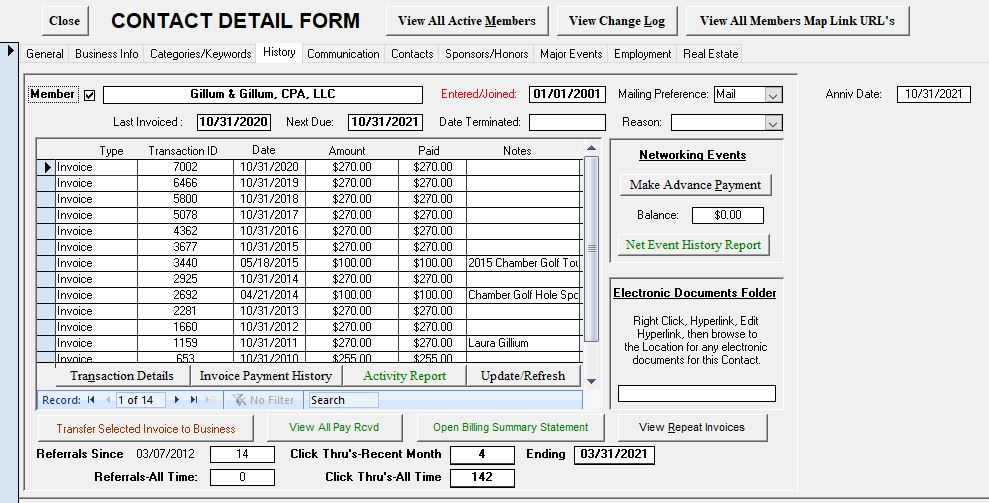 Close CONTACT DETAIL FORM View All Active Members View Change Log View All Members Map Link URL's
General Business Info Categories/Keywords History Communication Contacts Sponsors/Honors Major Events Employment Real Estate
Member Gillum & Gillum, CPA, LLC Entered/Joined: 01/01/2001 Mailing Preference: Mail Anniv Date: 10/31/2021
Last Invoiced : 10/31/2020 Next Due: 10/31/2021 Date Terminated: Reason:
Type Transaction ID Date Amount Paid Notes
Invoice 7002 10/31/2020 $270.00 $270.00
Invoice 6466 10/31/2019 $270.00 $270.00
Invoice 5800 10/31/2018 $270.00 $270.00
Invoice 5078 10/31/2017 $270.00 $270.00
Invoice 4362 10/31/2016 $270.00 $270.00
Invoice 3677 10/31/2015 $270.00 $270.00
Invoice 3440 05/18/2015 $100.00 $100.00 2015 Chamber Golf Tou
Invoice 2925 10/31/2014 $270.00 $270.00
Invoice 2692 04/21/2014 $100.00 $100.00 Chamber Golf Hole Spc
Invoice 2281 10/31/2013 $270.00 $270.00
Invoice 1660 10/31/2012 $270.00 $270.00
Invoice 1159 10/31/2011 $270.00 $270.00 Laura Gillium
Invoice 653 10/31/2010 $255.00 $255.00
Transaction Details Invoice Payment History Activity Report Update/Refresh
Record: 1 of 14 No Filter Search
Networking Events
Make Advance Payment
Balance: $0.00
Net Event History Report
Electronic Documents Folder
Right Click, Hyperlink, Edit
Hyperlink, then browse to
the Location for any electronic
documents for this Contact.
Transfer Selected Invoice to Business View All Pay Rcvd Open Billing Summary Statement View Repeat Invoices
Referrals Since 03/07/2012 14 Click Thru's-Recent Month 4 Ending 03/31/2021
Referrals-All Time: 0 Click Thru's-All Time 142